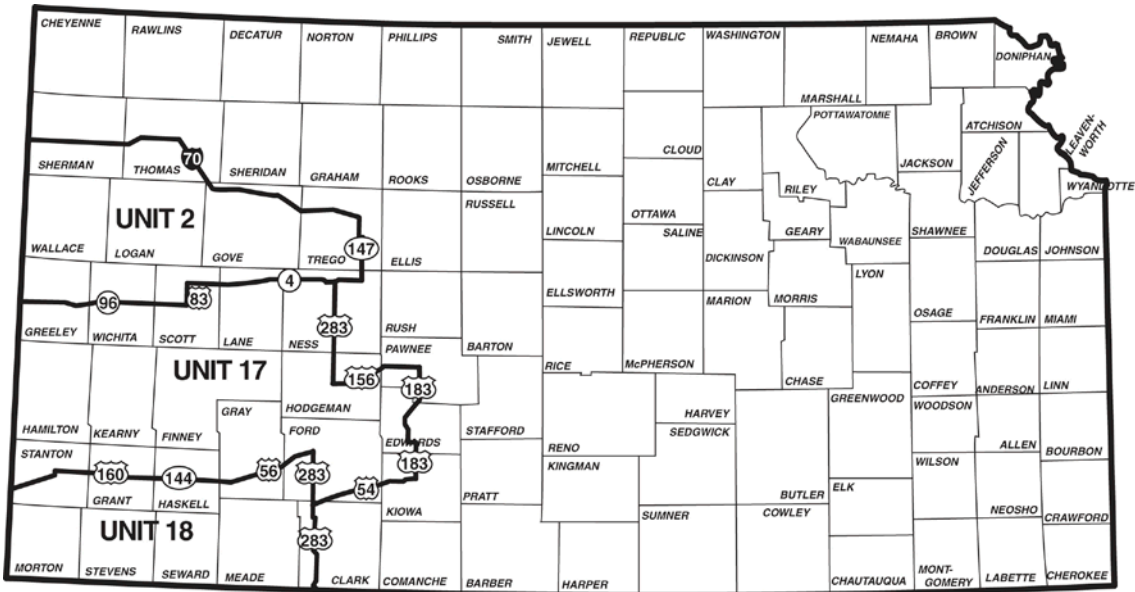 CHEYENNE
RAWLINS
DECATUR
NORTON
PHILLIPS
SMITH
JEWELL
REPUBLIC
WASHINGTON
MARSHALL
NEMAHA
BROWN
DONIPHAN
SHERMAN
THOMAS
70
SHERIDAN
GRAHAM
ROOKS
OSBORNE
MITCHELL
CLOUD
CLAY
RILEY
POTTAWATOMIE
JACKSON
ATCHISON
JEFFERSON
LEAVEN-
WORTH
WYANDOTTE
UNIT 2
WALLACE
LOGAN
GOVE
TREGO
147
ELLIS
RUSSELL
LINCOLN
OTTAWA
SALINE
DICKINSON
GEARY
WABAUNSEE
SHAWNEE
DOUGLAS
JOHNSON
96
83
4
283
GREELEY
WICHITA
SCOTT
LANE
NESS
RUSH
BARTON
ELLSWORTH
RICE
McPHERSON
MARION
MORRIS
CHASE
LYON
OSAGE
FRANKLIN
MIAMI
UNIT 17
156
183
PAWNEE
HAMILTON
KEARNY
FINNEY
GRAY
HODGEMAN
FORD
EDWARDS
STAFFORD
RENO
HARVEY
SEDGWICK
BUTLER
GREENWOOD
COFFEY
ANDERSON
LINN
WOODSON
ALLEN
BOURBON
STANTON
160
GRANT
144
HASKELL
56
283
54
183
KIOWA
PRATT
KINGMAN
ELK
WILSON
NEOSHO
CRAWFORD
UNIT 18
283
MORTON
STEVENS
SEWARD
MEADE
CLARK
COMANCHE
BARBER
HARPER
SUMNER
COWLEY
CHAUTAUQUA
MONT-
GOMERY
LABETTE
CHEROKEE